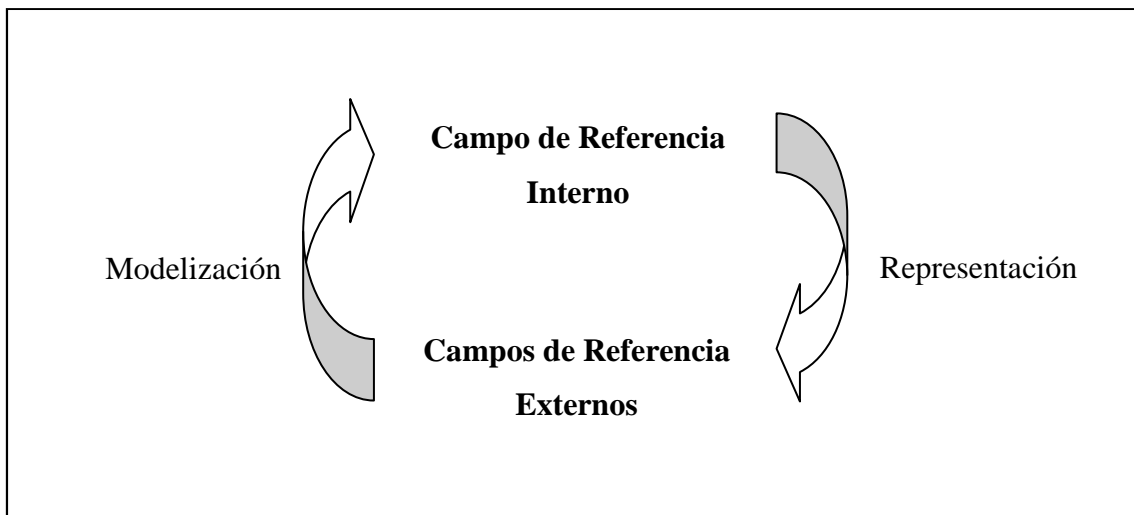 Campo de Referencia
Interno
Modelización
Representación
Campos de Referencia
Externos